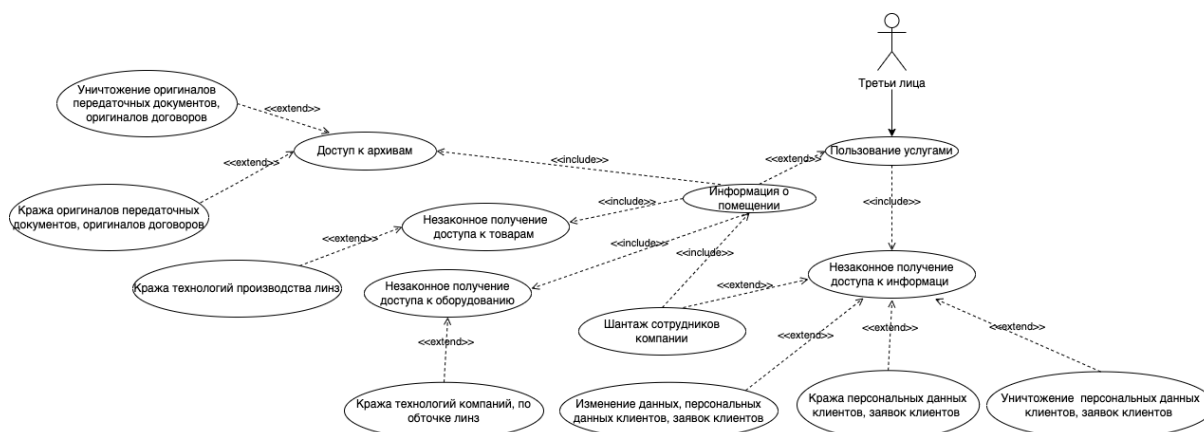 Третьи лица
Уничтожение оригиналов
передаточных документов,
оригиналов договоров
<<extend>>
Доступ к архивам
<<include>>
<<extend>>
Пользование услугами
<<extend>>
Информация о
помещении
Кража оригиналов передаточных
документов, оригиналов договоров
Незаконное получение
доступа к товарам
<<include>>
<<include>>
<<extend>>
<<include>>
<<include>>
Кража технологий производства линз
Незаконное получение
доступа к оборудованию
Незаконное получение
доступа к информаци
<<extend>>
Шантаж сотрудников
компании
<<extend>>
<<extend>>
<<extend>>
<<extend>>
Кража технологий компаний, по
обточке линз
Изменение данных, персональных
данных клиентов, заявок клиентов
Кража персональных данных
клиентов, заявок клиентов
Уничтожение персональных данных
клиентов, заявок клиентов